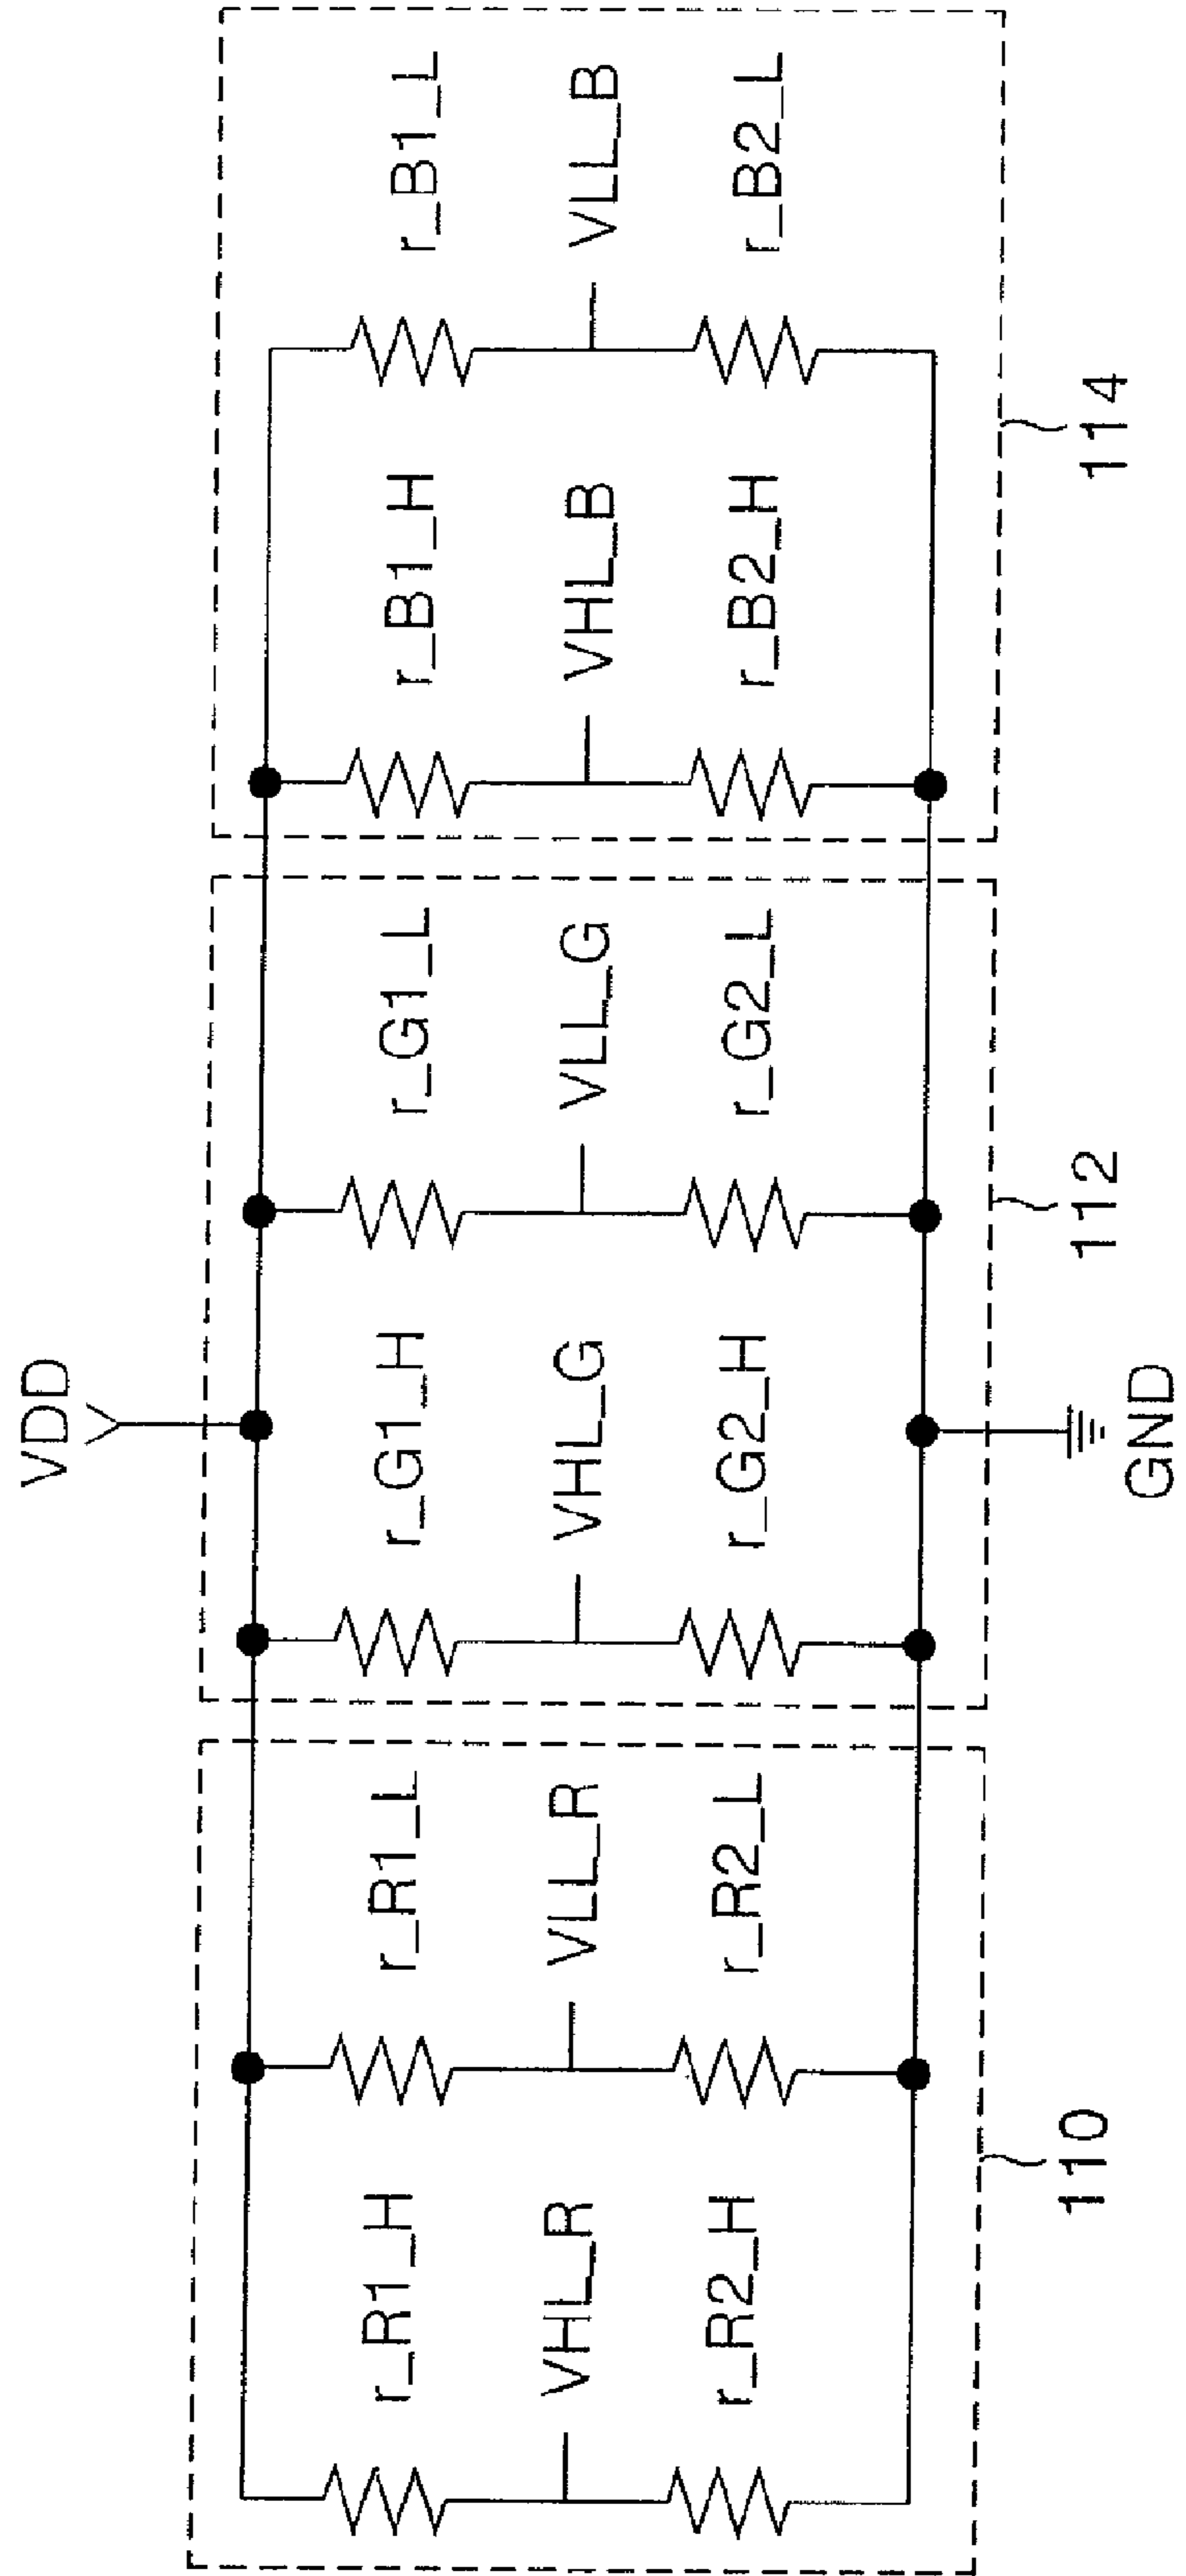 VDD
r_R1_H
r_R1_L
r_G1_H
r_G1_L
r_B1_H
r_B1_L
VHL_R
VLL_R
VHL_G
VLL_G
VHL_B
VLL_B
r_R2_H
r_R2_L
r_G2_H
r_G2_L
r_B2_H
r_B2_L
110
112
114
GND